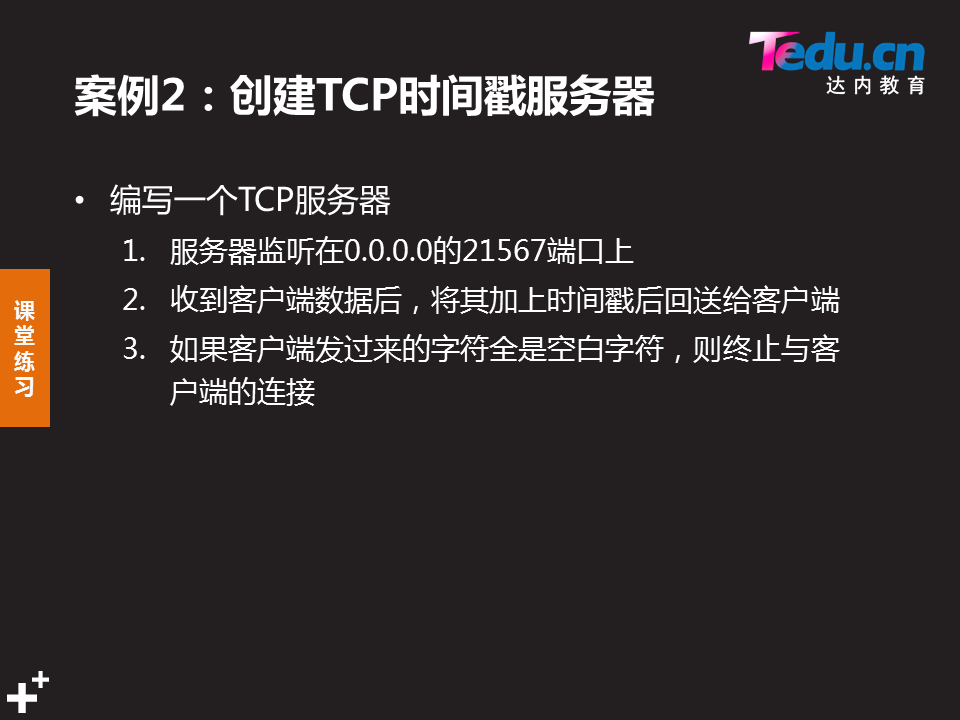 Tedu.cn
达内教育
案例2：创建TCP时间戳服务器
• 编写一个TCP服务器
1. 服务器监听在0.0.0.0的21567端口上
2. 收到客户端数据后，将其加上时间戳后回送给客户端
3. 如果客户端发过来的字符全是空白字符，则终止与客
户端的连接
课
堂
练
习